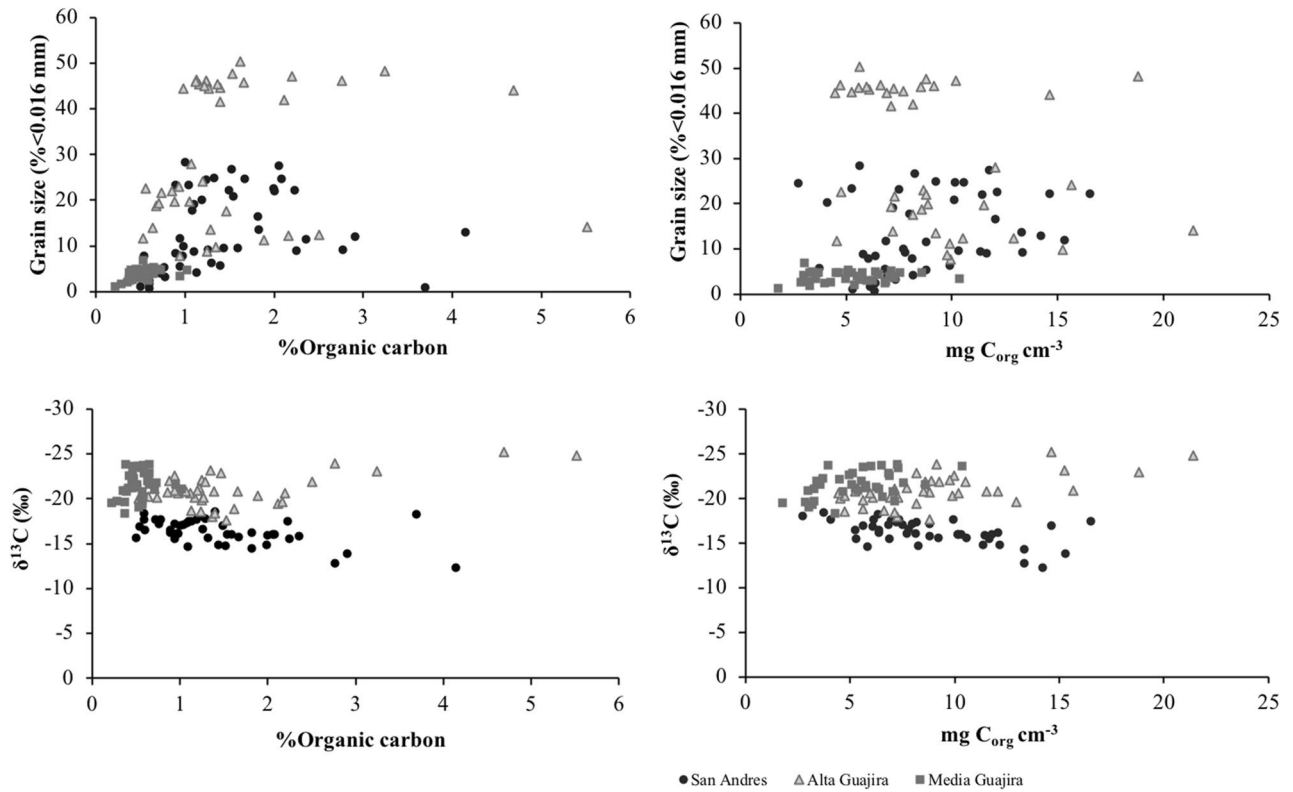 Grain size (%<0.016 mm)
60
50
40
30
20
10
0
0 1 2 3 4 5 6
%Organic carbon
Grain size (%<0.016 mm)
60
50
40
30
20
10
0
0 5 10 15 20 25
mg Corg cm-3
δ13C (‰)
-30
-25
-20
-15
-10
-5
0
0 1 2 3 4 5 6
%Organic carbon
δ13C (‰)
-30
-25
-20
-15
-10
-5
0
0 5 10 15 20 25
mg Corg cm-3
San Andres Alta Guajira Media Guajira